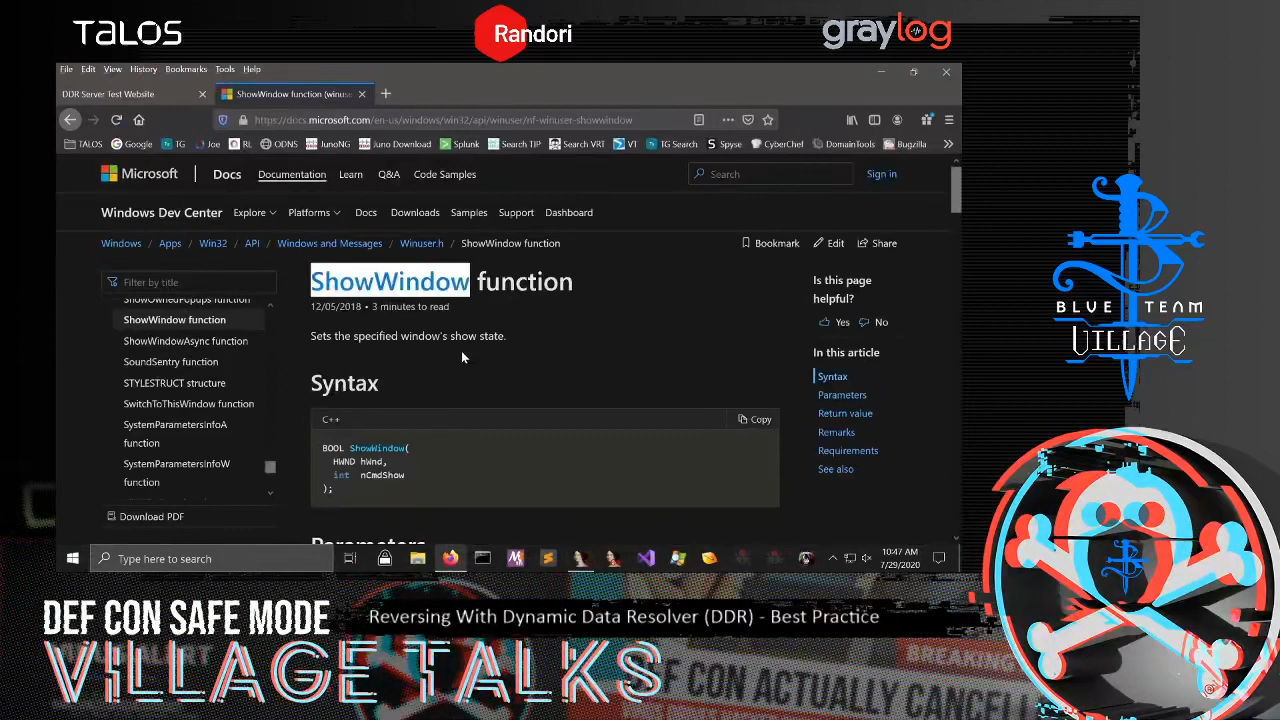 TALOS
Randori
graylog
File Edit View History Bookmarks Tools Help
DDR Server Test Website
ShowWindow function (winuse
https://docs.microsoft.com/en-us/windows/win32/api/winuser/nf-winuser-showwindow
TALOS Google TG Joe RL ODNS JunoNG Juno Download Splunk Search TIP Search VRT VT TG Search Spyse CyberChef DomainTools Bugzilla
Microsoft Docs Documentation Learn Q&A Code Samples
Search
Sign in
Windows Dev Center Explore Platforms Docs Downloads Samples Support Dashboard
Windows / Apps / Win32 / API / Windows and Messages / Winuser.h / ShowWindow function
Bookmark Edit Share
Filter by title
ShowOwnedPopups function
ShowWindow function
ShowWindowAsync function
SoundSentry function
STYLESTRUCT structure
SwitchToThisWindow function
SystemParametersInfoA
function
SystemParametersInfoW
function
Download PDF
ShowWindow function
12/05/2018 • 3 minutes to read
Sets the specified window's show state.
Syntax
C++
Copy
BOOL ShowWindow(
HWND hWnd,
int nCmdShow
);
Parameters
Is this page
helpful?
Yes No
In this article
Syntax
Parameters
Return value
Remarks
Requirements
See also
Type here to search
10:47 AM
7/29/2020
BLUE TEAM
VILLAGE
DEF CON SAFE MODE
Reversing With Dynamic Data Resolver (DDR) - Best Practice
VILLAGE TALKS
BREAKING
DEF CON ACTUALLY CANCEL